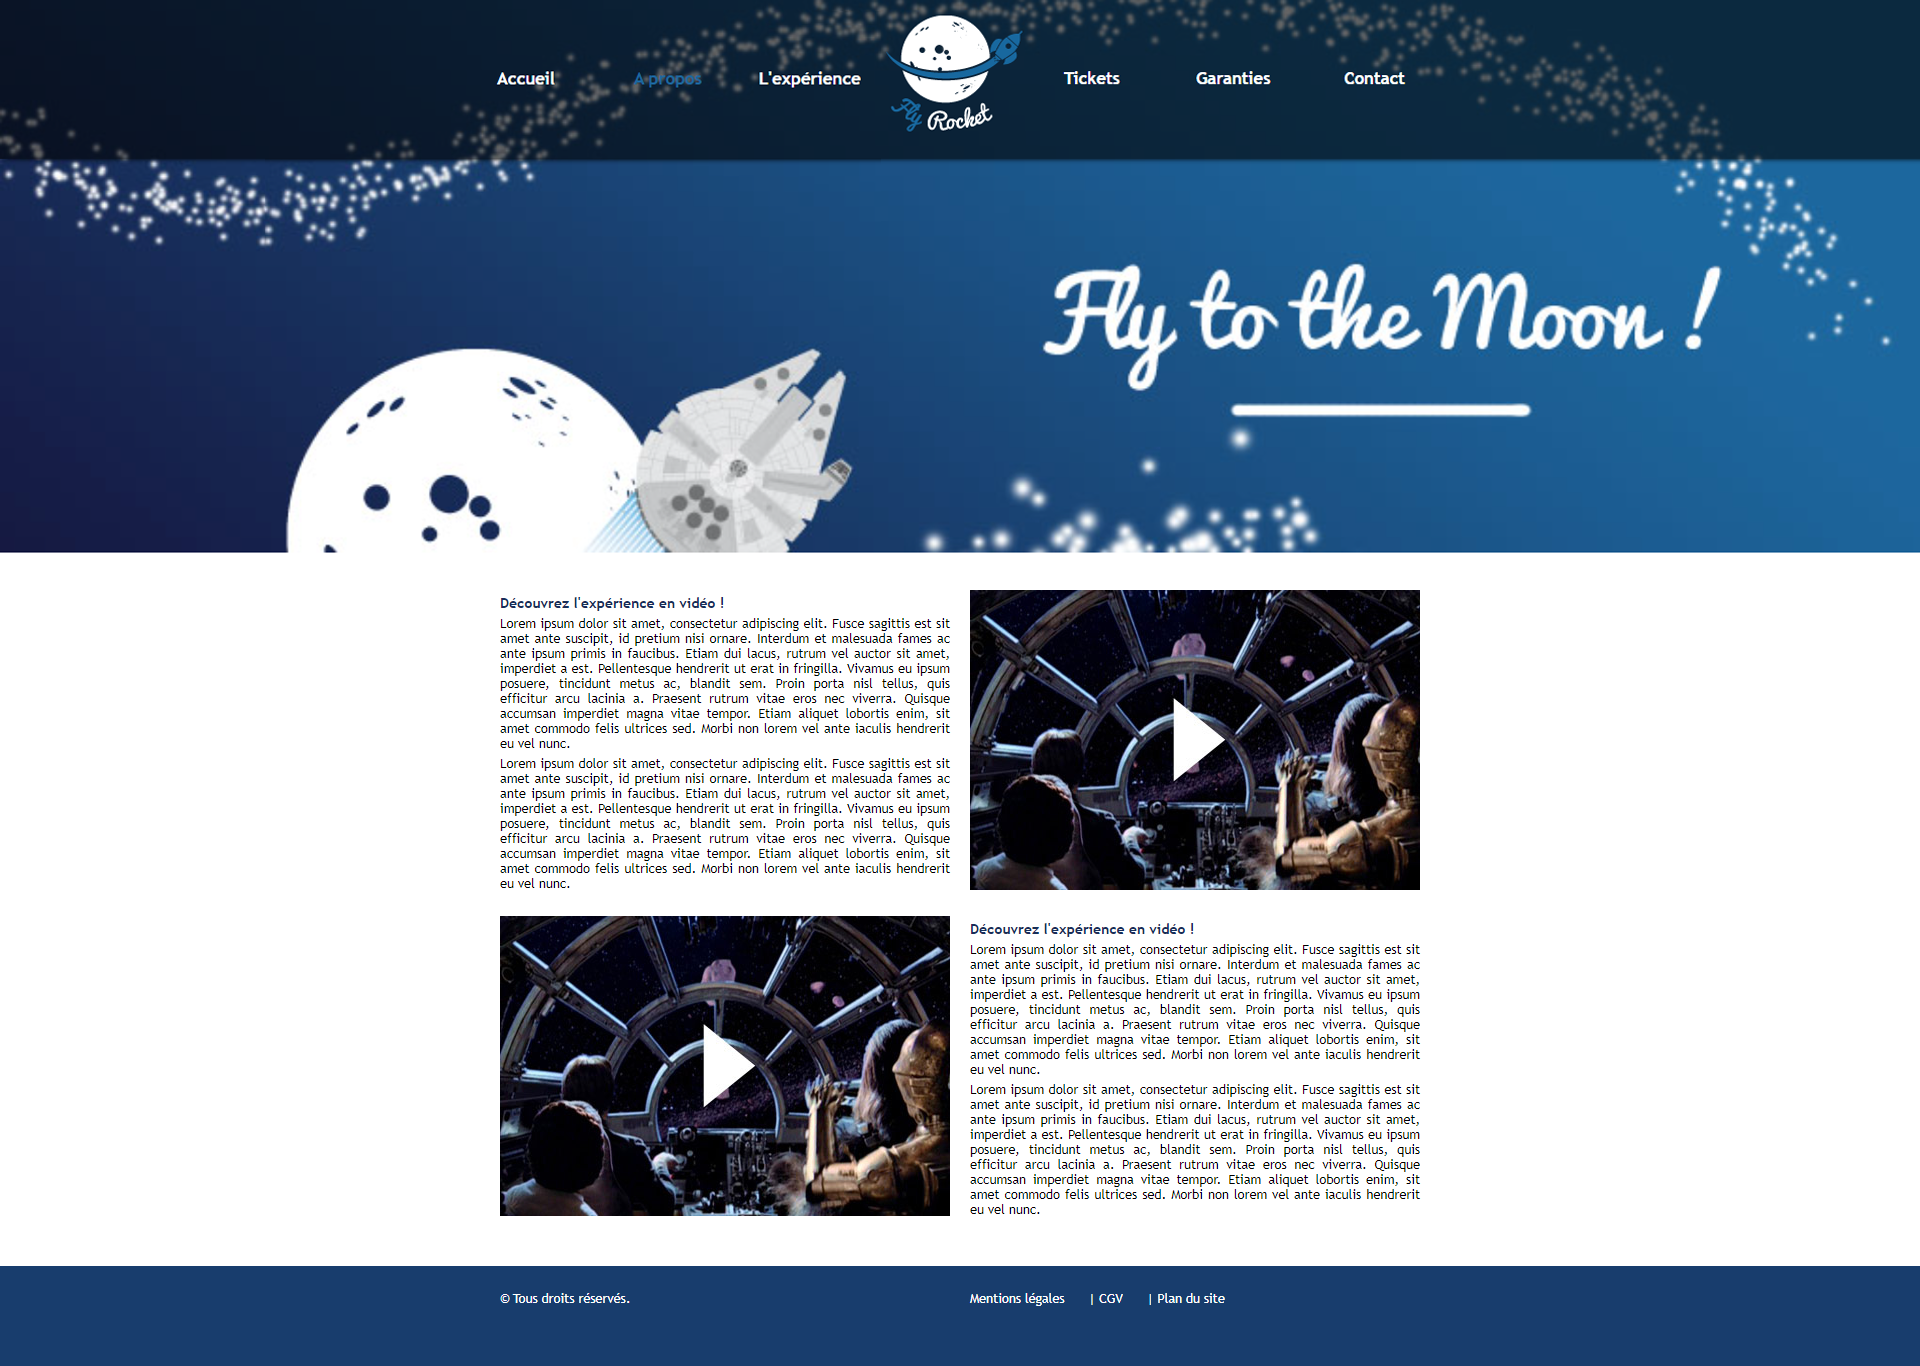 Accueil A propos L'expérience Fly Rocket Tickets Garanties Contact
Fly to the Moon !
Découvrez l'expérience en vidéo !
Lorem ipsum dolor sit amet, consectetur adipiscing elit. Fusce sagittis est sit
amet ante suscipit, id pretium nisi ornare. Interdum et malesuada fames ac
ante ipsum primis in faucibus. Etiam dui lacus, rutrum vel auctor sit amet,
imperdiet a est. Pellentesque hendrerit ut erat in fringilla. Vivamus eu ipsum
posuere, tincidunt metus ac, blandit sem. Proin porta nisl tellus, quis
efficitur arcu lacinia a. Praesent rutrum vitae eros nec viverra. Quisque
accumsan imperdiet magna vitae tempor. Etiam aliquet lobortis enim, sit
amet commodo felis ultrices sed. Morbi non lorem vel ante iaculis hendrerit
eu vel nunc.
Lorem ipsum dolor sit amet, consectetur adipiscing elit. Fusce sagittis est sit
amet ante suscipit, id pretium nisi ornare. Interdum et malesuada fames ac
ante ipsum primis in faucibus. Etiam dui lacus, rutrum vel auctor sit amet,
imperdiet a est. Pellentesque hendrerit ut erat in fringilla. Vivamus eu ipsum
posuere, tincidunt metus ac, blandit sem. Proin porta nisl tellus, quis
efficitur arcu lacinia a. Praesent rutrum vitae eros nec viverra. Quisque
accumsan imperdiet magna vitae tempor. Etiam aliquet lobortis enim, sit
amet commodo felis ultrices sed. Morbi non lorem vel ante iaculis hendrerit
eu vel nunc.
Découvrez l'expérience en vidéo !
Lorem ipsum dolor sit amet, consectetur adipiscing elit. Fusce sagittis est sit
amet ante suscipit, id pretium nisi ornare. Interdum et malesuada fames ac
ante ipsum primis in faucibus. Etiam dui lacus, rutrum vel auctor sit amet,
imperdiet a est. Pellentesque hendrerit ut erat in fringilla. Vivamus eu ipsum
posuere, tincidunt metus ac, blandit sem. Proin porta nisl tellus, quis
efficitur arcu lacinia a. Praesent rutrum vitae eros nec viverra. Quisque
accumsan imperdiet magna vitae tempor. Etiam aliquet lobortis enim, sit
amet commodo felis ultrices sed. Morbi non lorem vel ante iaculis hendrerit
eu vel nunc.
Lorem ipsum dolor sit amet, consectetur adipiscing elit. Fusce sagittis est sit
amet ante suscipit, id pretium nisi ornare. Interdum et malesuada fames ac
ante ipsum primis in faucibus. Etiam dui lacus, rutrum vel auctor sit amet,
imperdiet a est. Pellentesque hendrerit ut erat in fringilla. Vivamus eu ipsum
posuere, tincidunt metus ac, blandit sem. Proin porta nisl tellus, quis
efficitur arcu lacinia a. Praesent rutrum vitae eros nec viverra. Quisque
accumsan imperdiet magna vitae tempor. Etiam aliquet lobortis enim, sit
amet commodo felis ultrices sed. Morbi non lorem vel ante iaculis hendrerit
eu vel nunc.
© Tous droits réservés. Mentions légales | CGV | Plan du site